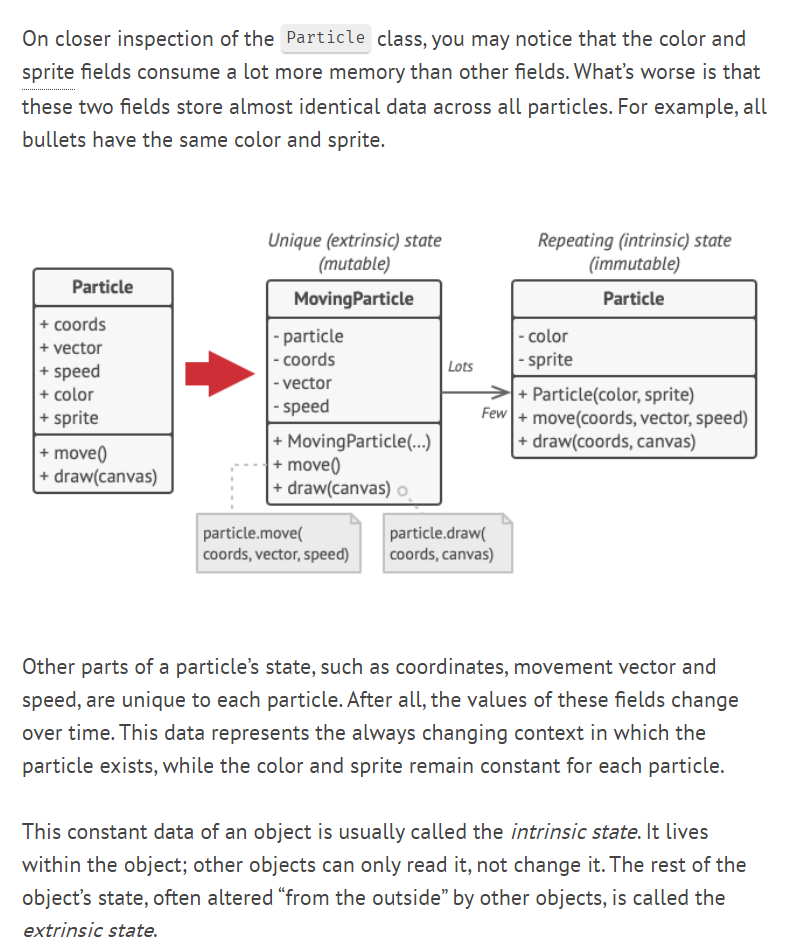 On closer inspection of the Particle class, you may notice that the color and
sprite fields consume a lot more memory than other fields. What’s worse is that
these two fields store almost identical data across all particles. For example, all
bullets have the same color and sprite.
Unique (extrinsic) state
(mutable)
Repeating (intrinsic) state
(immutable)
Particle
+ coords
+ vector
+ speed
+ color
+ sprite
+ move()
+ draw(canvas)
MovingParticle
- particle
- coords
- vector
- speed
+ MovingParticle(...)
+ move()
+ draw(canvas)
Lots
Few
Particle
- color
- sprite
+ Particle(color, sprite)
+ move(coords, vector, speed)
+ draw(coords, canvas)
particle.move(
coords, vector, speed)
particle.draw(
coords, canvas)
Other parts of a particle’s state, such as coordinates, movement vector and
speed, are unique to each particle. After all, the values of these fields change
over time. This data represents the always changing context in which the
particle exists, while the color and sprite remain constant for each particle.
This constant data of an object is usually called the intrinsic state. It lives
within the object; other objects can only read it, not change it. The rest of the
object’s state, often altered “from the outside” by other objects, is called the
extrinsic state.